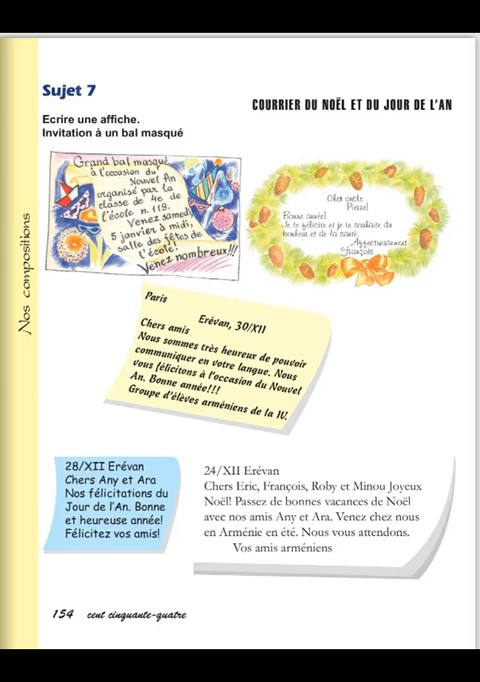 Sujet 7
COURRIER DU NOËL ET DU JOUR DE L'AN
Ecrire une affiche.
Invitation à un bal masqué
Grand bal masqué
à l'occasion du
Nouvel An
organisé par la
classe de 4e de
l'école n. 119.
Venez samedi
5 janvier à midi,
salle des fêtes de
l'école!
Venez nombreux!!!
Cher oncle
Pierre!
Bonne année!
Je te félicite et je te souhaite du
bonheur et de la santé.
Affectueusement
François
Paris
Erévan, 30/XII
Chers amis
Nous sommes très heureux de pouvoir
communiquer en votre langue. Nous
vous félicitons à l'occasion du Nouvel
An. Bonne année!!!
Groupe d'élèves arméniens de la IV.
28/XII Erévan
Chers Any et Ara
Nos félicitations du
Jour de l'An. Bonne
et heureuse année!
Félicitez vos amis!
24/XII Erévan
Chers Eric, François, Roby et Minou Joyeux
Noël! Passez de bonnes vacances de Noël
avec nos amis Any et Ara. Venez chez nous
en Arménie en été. Nous vous attendons.
Vos amis arméniens
Nos compositions
154 cent cinquante-quatre